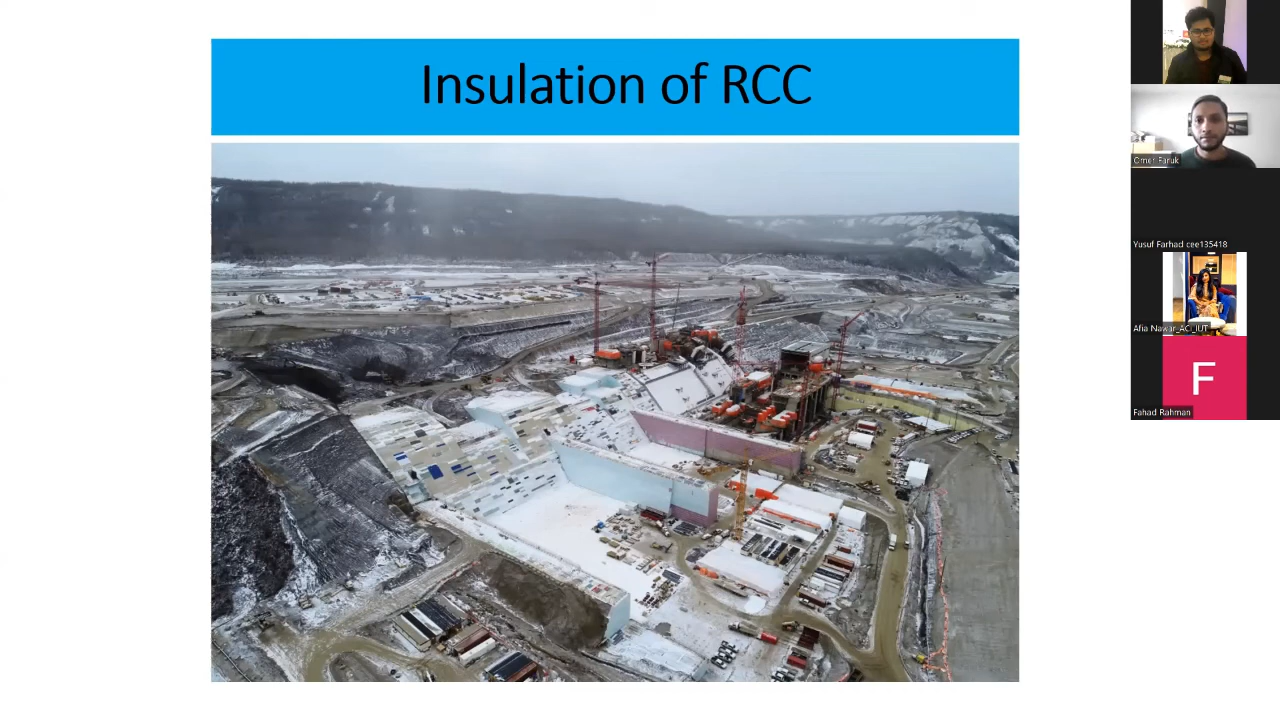 Insulation of RCC
Omer Faruk
Yusuf Farhad cee135418
Afia Nawar_ACI_IUT
F
Fahad Rahman